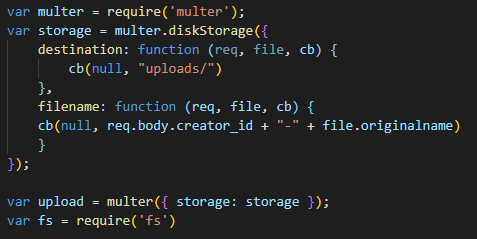 var multer = require('multer');
var storage = multer.diskStorage({
    destination: function (req, file, cb) {
        cb(null, "uploads/")
    },
    filename: function (req, file, cb) {
    cb(null, req.body.creator_id + "-" + file.originalname)
    }
});

var upload = multer({ storage: storage });
var fs = require('fs')